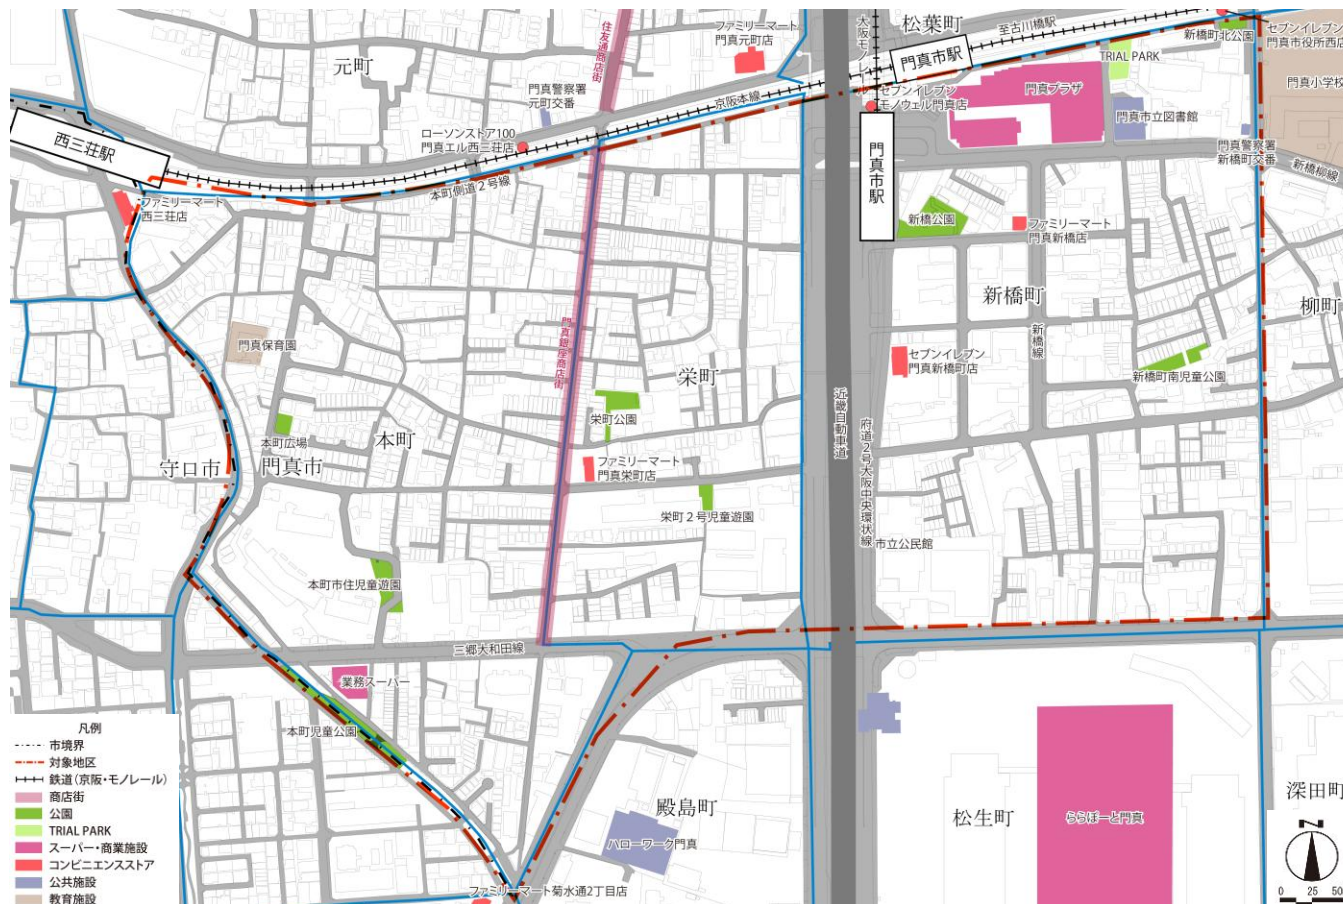 松葉町
至古川橋駅
大阪モノレール
門真市駅
セブンイレブン
門真市役所西店
新橋町北公園
TRIAL PARK
門真小学校
ファミリーマート
門真元町店
住友通商店街
元町
門真警察署
元町交番
京阪本線
セブンイレブン
モノウェル門真店
門真プラザ
門真市立図書館
ローソンストア100
門真エル西三荘店
西三荘駅
門真市駅
門真警察署
新橋町交番
新橋柳線
本町側道2号線
ファミリーマート
西三荘店
新橋公園
ファミリーマート
門真新橋店
新橋町
柳町
門真銀座商店街
新橋線
門真保育園
セブンイレブン
門真新橋町店
新橋町南児童公園
栄町
栄町公園
近畿自動車道
府道2号大阪中央環状線
本町広場
本町
守口市
門真市
ファミリーマート
門真栄町店
栄町2号児童遊園
市立公民館
本町市住児童遊園
三郷大和田線
業務スーパー
本町児童公園
殿島町
松生町
ららぽーと門真
深田町
ハローワーク門真
ファミリーマート菊水通2丁目店
凡例
市境界
対象地区
鉄道(京阪・モノレール)
商店街
公園
TRIAL PARK
スーパー・商業施設
コンビニエンスストア
公共施設
教育施設
N
0 25 50